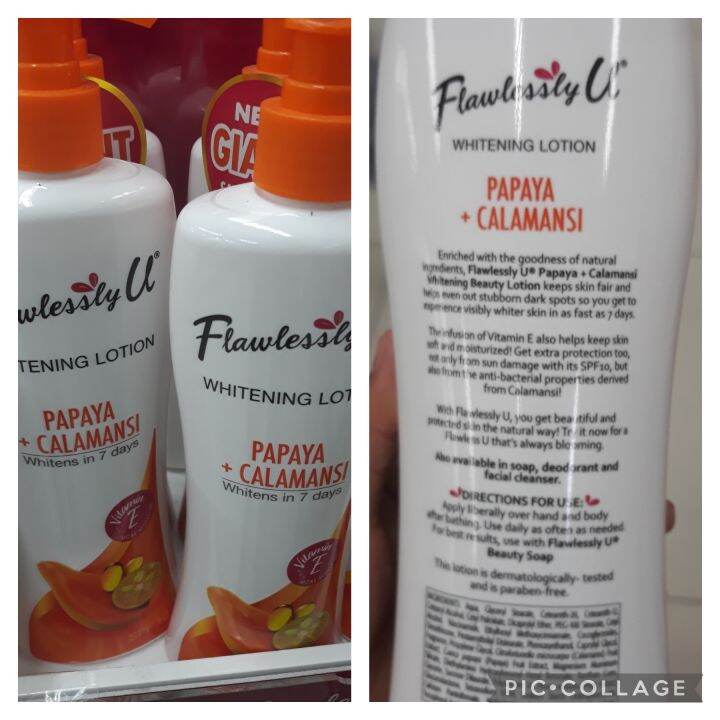 NE
GIA
Flawlessly U®
WHITENING LOTION
PAPAYA
+ CALAMANSI
Whitens in 7 days
Vitamin
E
Flawlessly
WHITENING LOT
PAPAYA
+ CALAMANSI
Whitens in 7 days
Vitamin
E
Flawlessly U®
WHITENING LOTION
PAPAYA
+ CALAMANSI
Enriched with the goodness of natural
ingredients, Flawlessly U® Papaya + Calamansi
Whitening Beauty Lotion keeps skin fair and
helps even out stubborn dark spots so you get to
experience visibly whiter skin in as fast as 7 days.
The infusion of Vitamin E also helps keep skin
soft and moisturized! Get extra protection too,
not only from sun damage with its SPF10, but
also from the anti-bacterial properties derived
from Calamansi!
With Flawlessly U, you get beautiful and
protected skin the natural way! Try it now for a
Flawless U that's always blooming.
Also available in soap, deodorant and
facial cleanser.
DIRECTIONS FOR USE:
Apply liberally over hand and body
after bathing. Use daily as often as needed.
For best results, use with Flawlessly U®
Beauty Soap
This lotion is dermatologically- tested
and is paraben-free.
INGREDIENTS: Aqua, Glyceryl Stearate,
PIC•COLLAGE